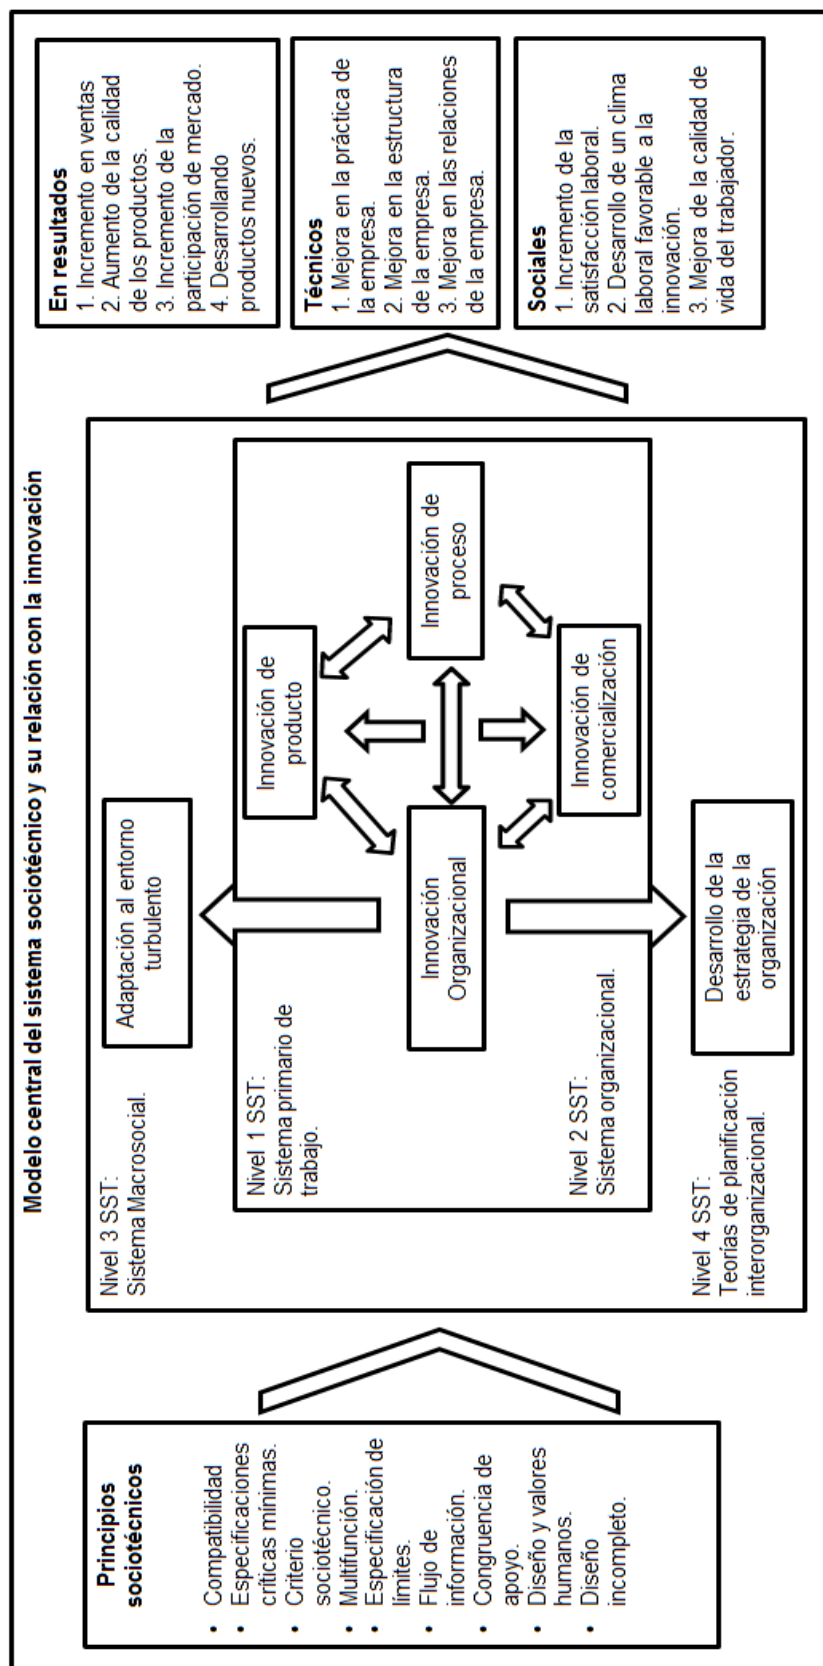 Modelo central del sistema sociotécnico y su relación con la innovación
Principios
sociotécnicos
• Compatibilidad
• Especificaciones
críticas mínimas.
• Criterio
sociotécnico.
• Multifunción.
• Especificación de
límites.
• Flujo de
información.
• Congruencia de
apoyo.
• Diseño y valores
humanos.
• Diseño
incompleto.
Nivel 3 SST:
Sistema Macrosocial.
Adaptación al entorno
turbulento
Nivel 1 SST:
Sistema primario de
trabajo.
Innovación de
producto
Innovación
Organizacional
Innovación de
proceso
Nivel 2 SST:
Sistema organizacional.
Innovación de
comercialización
Nivel 4 SST:
Teorías de planificación
interorganizacional.
Desarrollo de la
estrategia de la
organización
En resultados
1. Incremento en ventas
2. Aumento de la calidad
de los productos.
3. Incremento de la
participación de mercado.
4. Desarrollando
productos nuevos.
Técnicos
1. Mejora en la práctica de
la empresa.
2. Mejora en la estructura
de la empresa.
3. Mejora en las relaciones
de la empresa.
Sociales
1. Incremento de la
satisfacción laboral.
2. Desarrollo de un clima
laboral favorable a la
innovación.
3. Mejora de la calidad de
vida del trabajador.